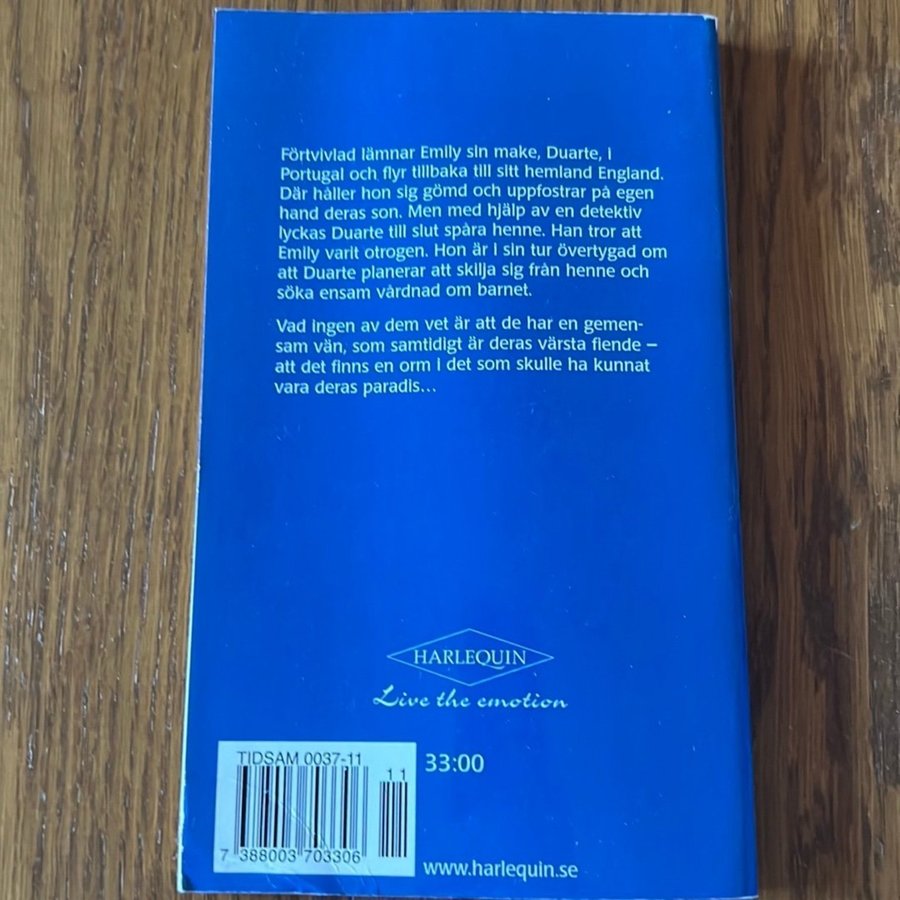 Förtvivlad lämnar Emily sin make, Duarte, i
Portugal och flyr tillbaka till sitt hemland England.
Där håller hon sig gömd och uppfostrar på egen
hand deras son. Men med hjälp av en detektiv
lyckas Duarte till slut spåra henne. Han tror att
Emily varit otrogen. Hon är i sin tur övertygad om
att Duarte planerar att skilja sig från henne och
söka ensam vårdnad om barnet.
Vad ingen av dem vet är att de har en gemen-
sam vän, som samtidigt är deras värsta fiende –
att det finns en orm i det som skulle ha kunnat
vara deras paradis...
HARLEQUIN
Live the emotion
TIDSAM 0037-11
11
33:00
7 388003 703306
www.harlequin.se